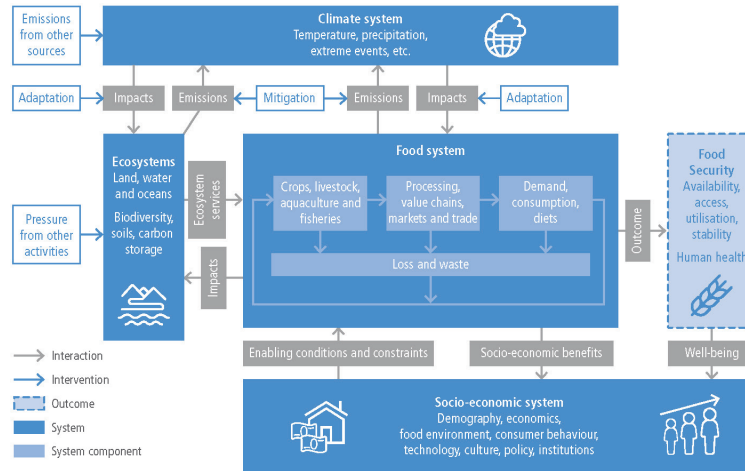 Emissions
from other
sources
Climate system
Temperature, precipitation,
extreme events, etc.
Adaptation
Impacts
Emissions
Mitigation
Emissions
Impacts
Adaptation
Ecosystems
Land, water
and oceans
Biodiversity,
soils, carbon
storage
Pressure
from other
activities
Ecosystem
services
Impacts
Food system
Crops, livestock,
aquaculture and
fisheries
Processing,
value chains,
markets and trade
Demand,
consumption,
diets
Loss and waste
Outcome
Food
Security
Availability,
access,
utilisation,
stability
Human health
Enabling conditions and constraints
Socio-economic benefits
Well-being
Interaction
Intervention
Outcome
System
System component
Socio-economic system
Demography, economics,
food environment, consumer behaviour,
technology, culture, policy, institutions